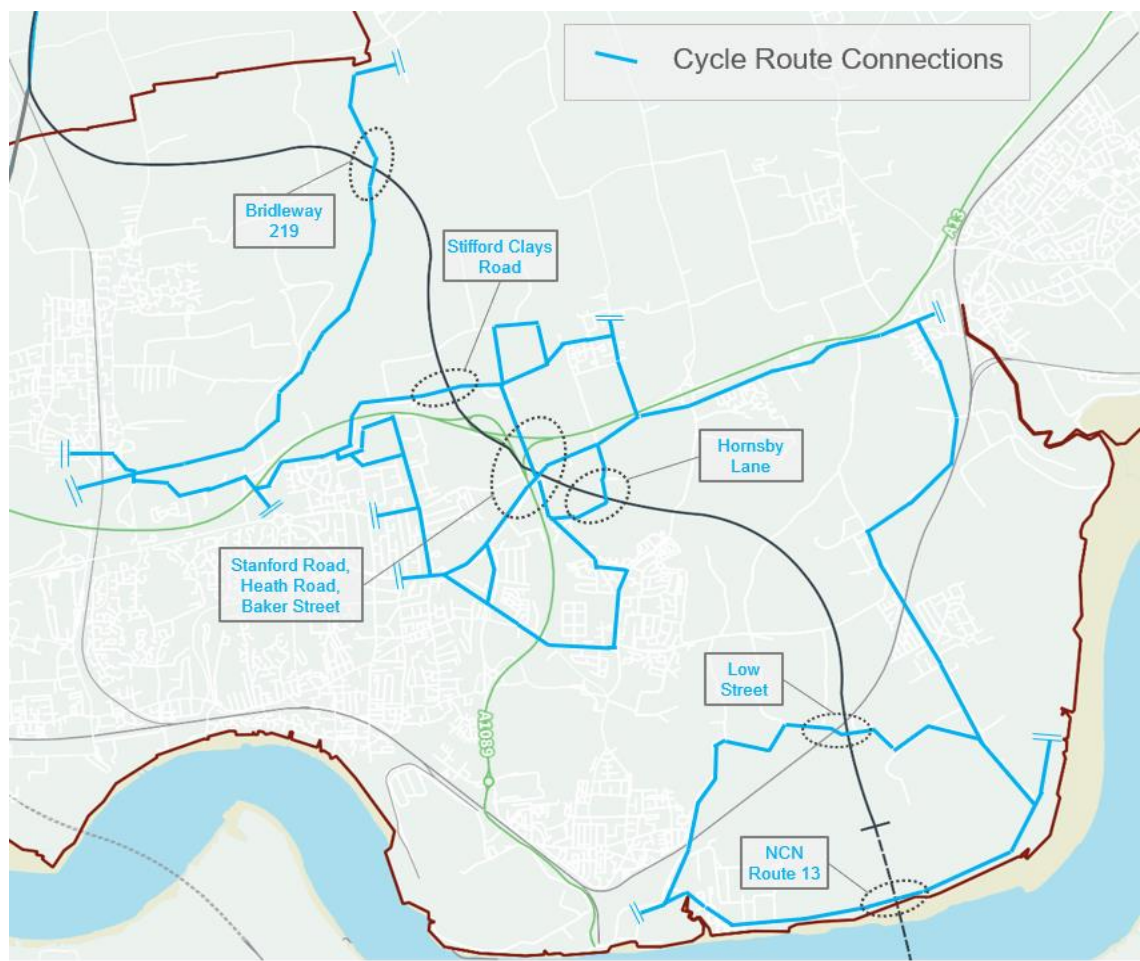 Cycle Route Connections
Bridleway
219
A13
Stifford Clays
Road
Hornsby
Lane
Stanford Road,
Heath Road,
Baker Street
Low
Street
A1089
NCN
Route 13